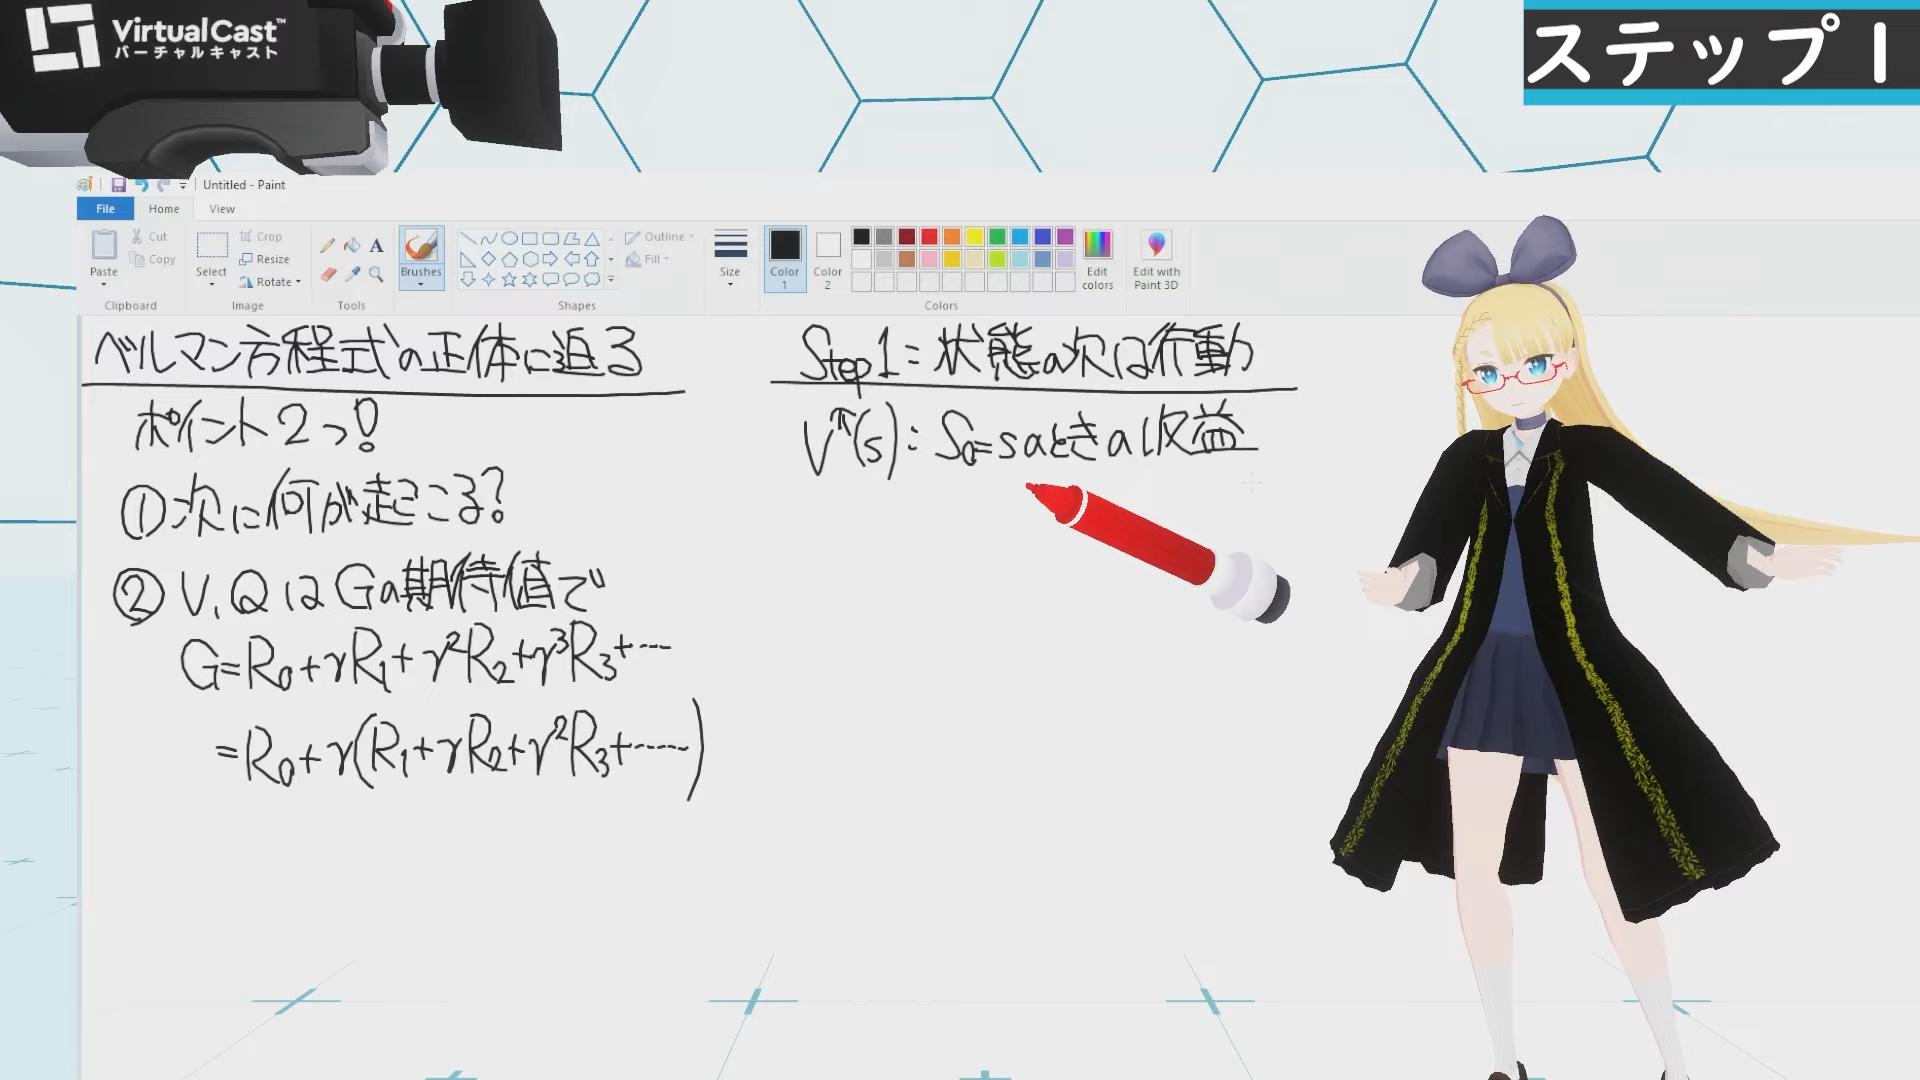 VirtualCast™
バーチャルキャスト
ステップ1
Untitled - Paint
File Home View
Paste
Cut
Copy
Clipboard
Select
Crop
Resize
Rotate
Image
Tools
Brushes
Shapes
Outline
Fill
Size
Color 1
Color 2
Edit colors
Edit with Paint 3D
Colors
ベルマン方程式の正体に迫る
ポイント2つ!
①次に何が起こる?
②V,QはGの期待値で
G=R₀+γR₁+γ²R₂+γ³R₃+・・・
=R₀+γ(R₁+γR₂+γ²R₃+・・・・・)
Step1:状態の次は行動
V^π(s):S₀=sのときの収益